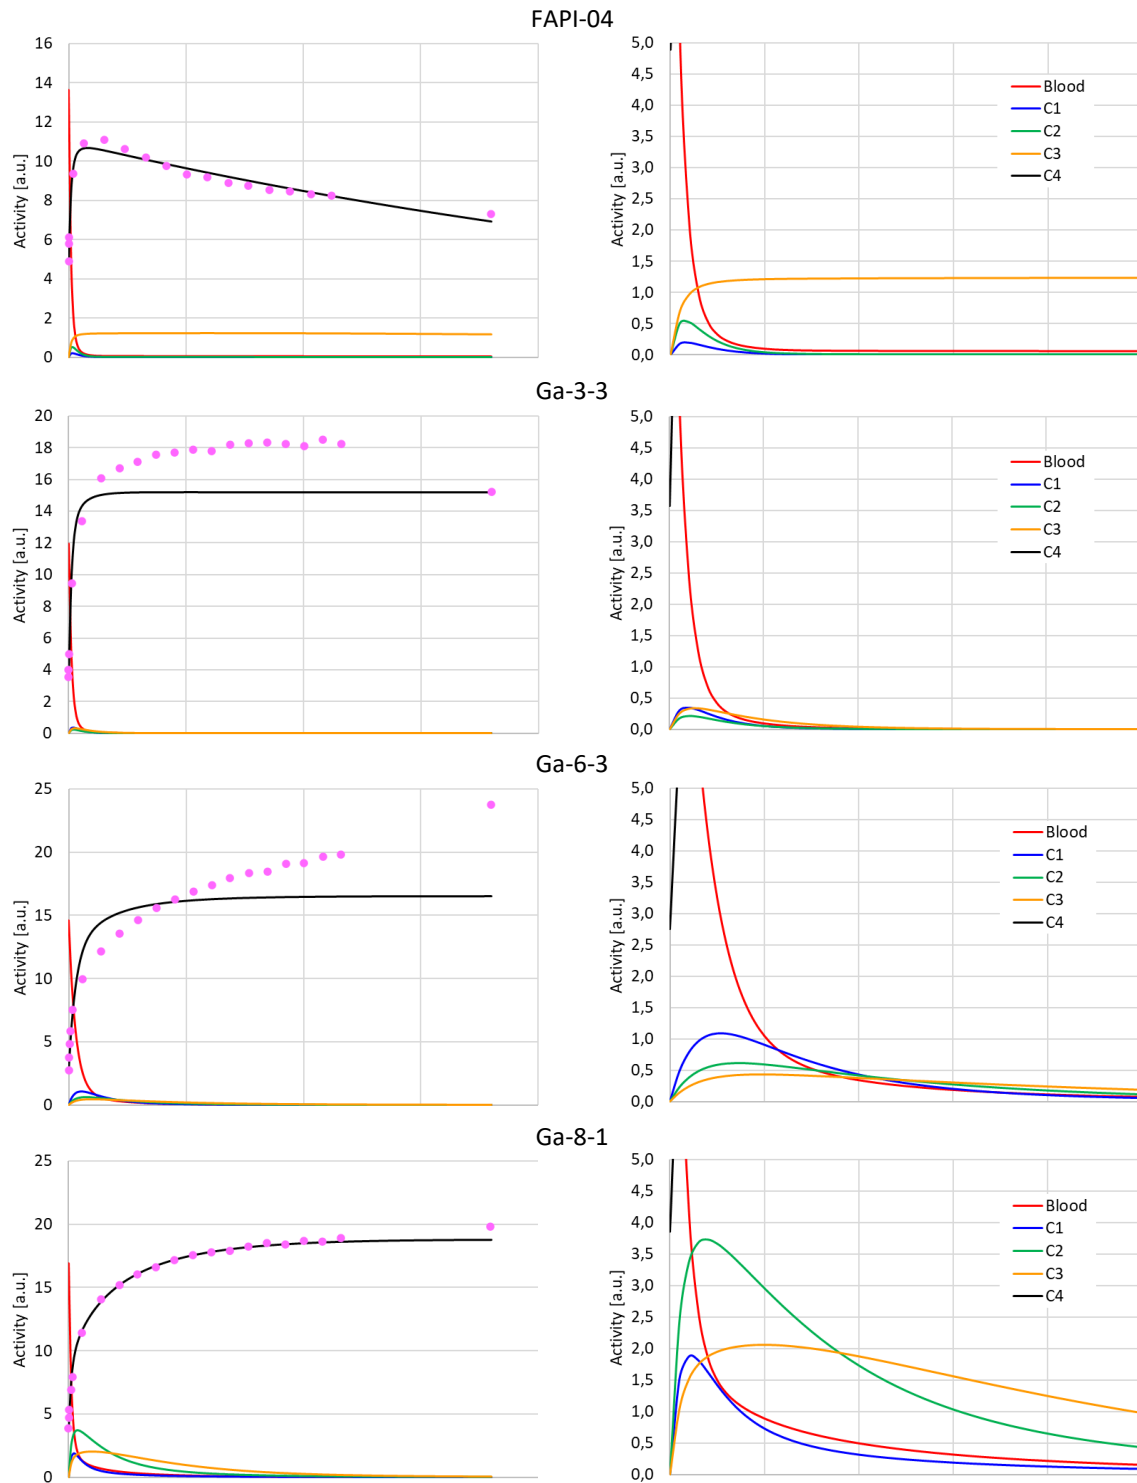 FAPI-04
Activity [a.u.]
16
14
12
10
8
6
4
2
0
Activity [a.u.]
5,0
4,5
4,0
3,5
3,0
2,5
2,0
1,5
1,0
0,5
0,0
Blood
C1
C2
C3
C4
Ga-3-3
Activity [a.u.]
20
18
16
14
12
10
8
6
4
2
0
Activity [a.u.]
5,0
4,5
4,0
3,5
3,0
2,5
2,0
1,5
1,0
0,5
0,0
Blood
C1
C2
C3
C4
Ga-6-3
Activity [a.u.]
25
20
15
10
5
0
Activity [a.u.]
5,0
4,5
4,0
3,5
3,0
2,5
2,0
1,5
1,0
0,5
0,0
Blood
C1
C2
C3
C4
Ga-8-1
Activity [a.u.]
25
20
15
10
5
0
Activity [a.u.]
5,0
4,5
4,0
3,5
3,0
2,5
2,0
1,5
1,0
0,5
0,0
Blood
C1
C2
C3
C4